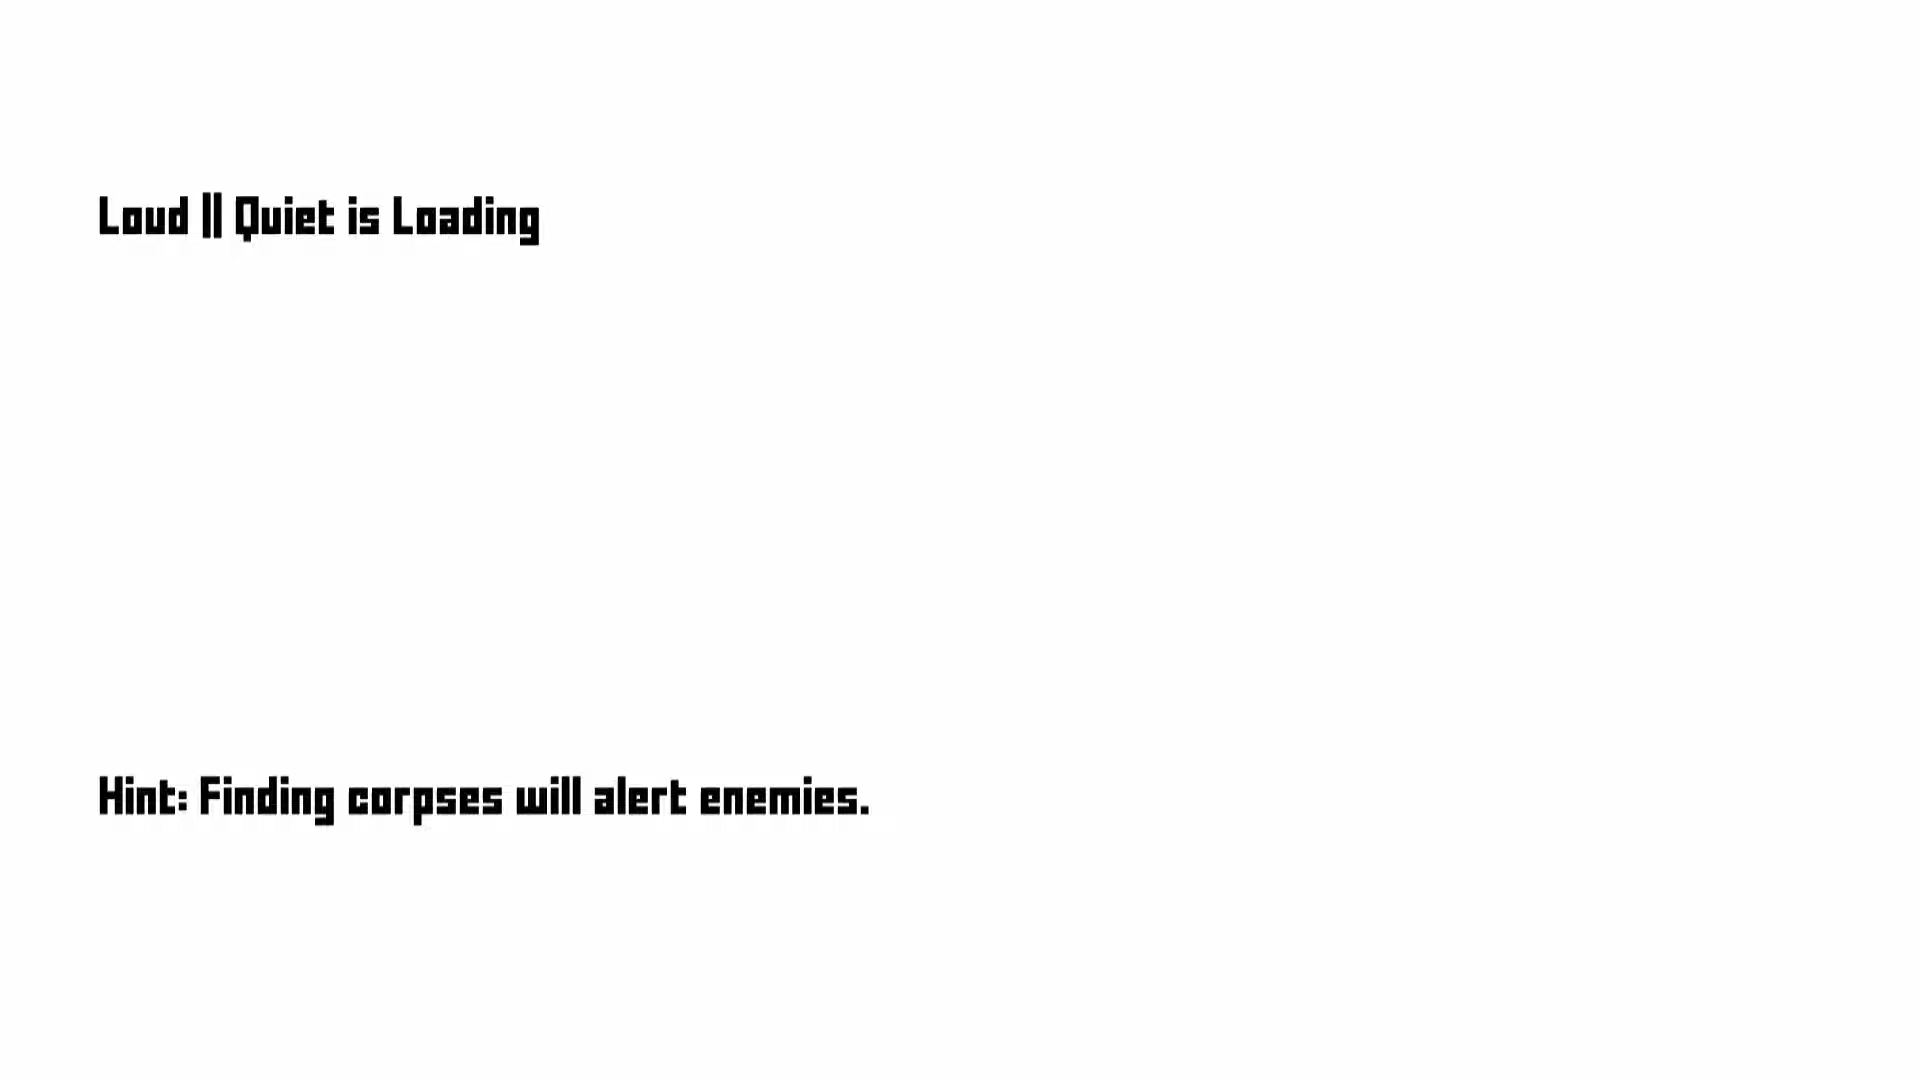 Loud || Quiet is Loading
Hint: Finding corpses will alert enemies.